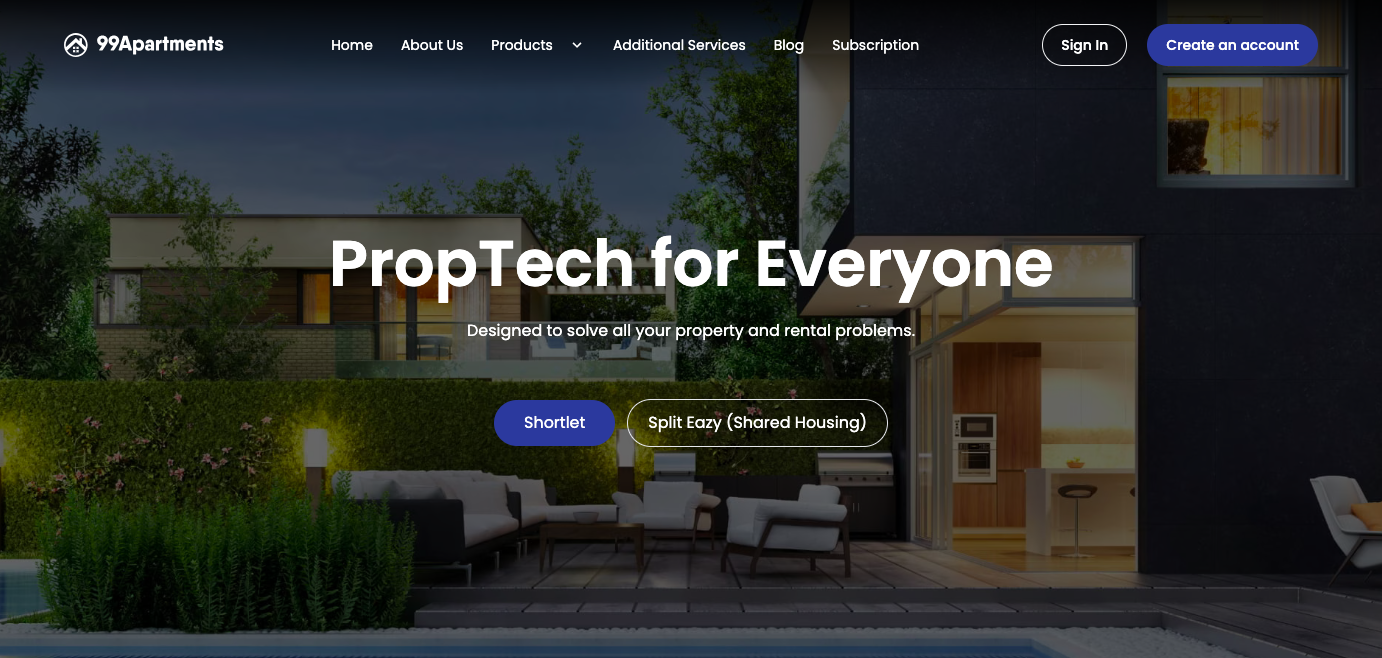 99Apartments
Home About Us Products Additional Services Blog Subscription
Sign In
Create an account
PropTech for Everyone
Designed to solve all your property and rental problems.
Shortlet
Split Eazy (Shared Housing)